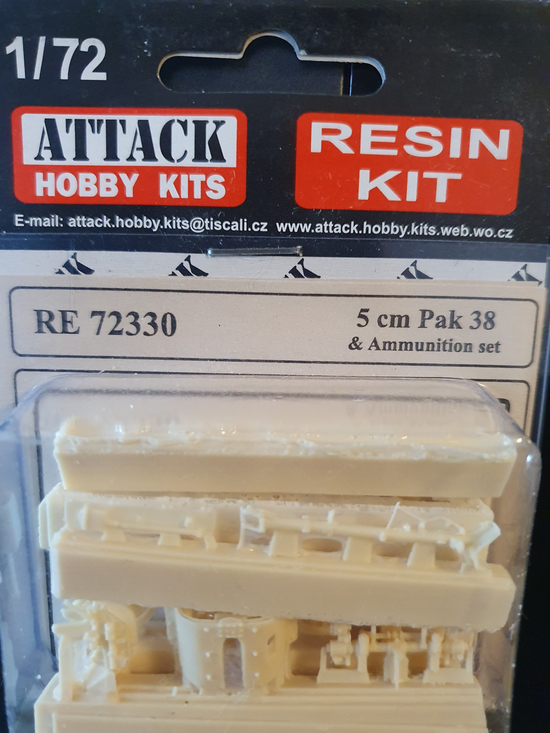 1/72
ATTACK
HOBBY KITS
RESIN
KIT
E-mail: attack.hobby.kits@tiscali.cz www.attack.hobby.kits.web.wo.cz
RE 72330
5 cm Pak 38
& Ammunition set